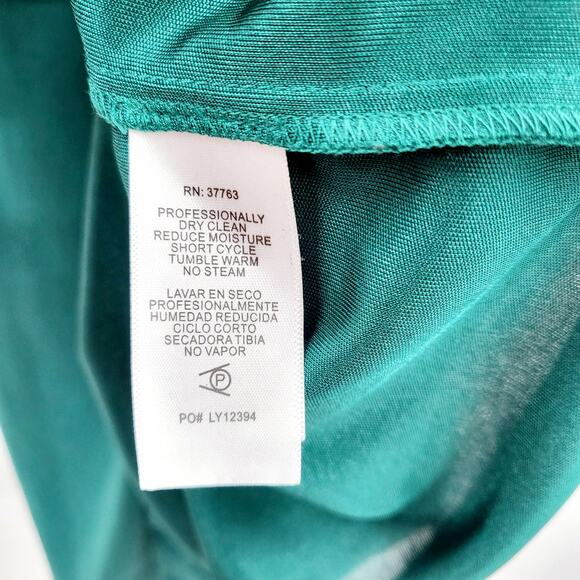 RN: 37763
PROFESSIONALLY
DRY CLEAN
REDUCE MOISTURE
SHORT CYCLE
TUMBLE WARM
NO STEAM
LAVAR EN SECO
PROFESIONALMENTE
HUMEDAD REDUCIDA
CICLO CORTO
SECADORA TIBIA
NO VAPOR
P
PO# LY12394